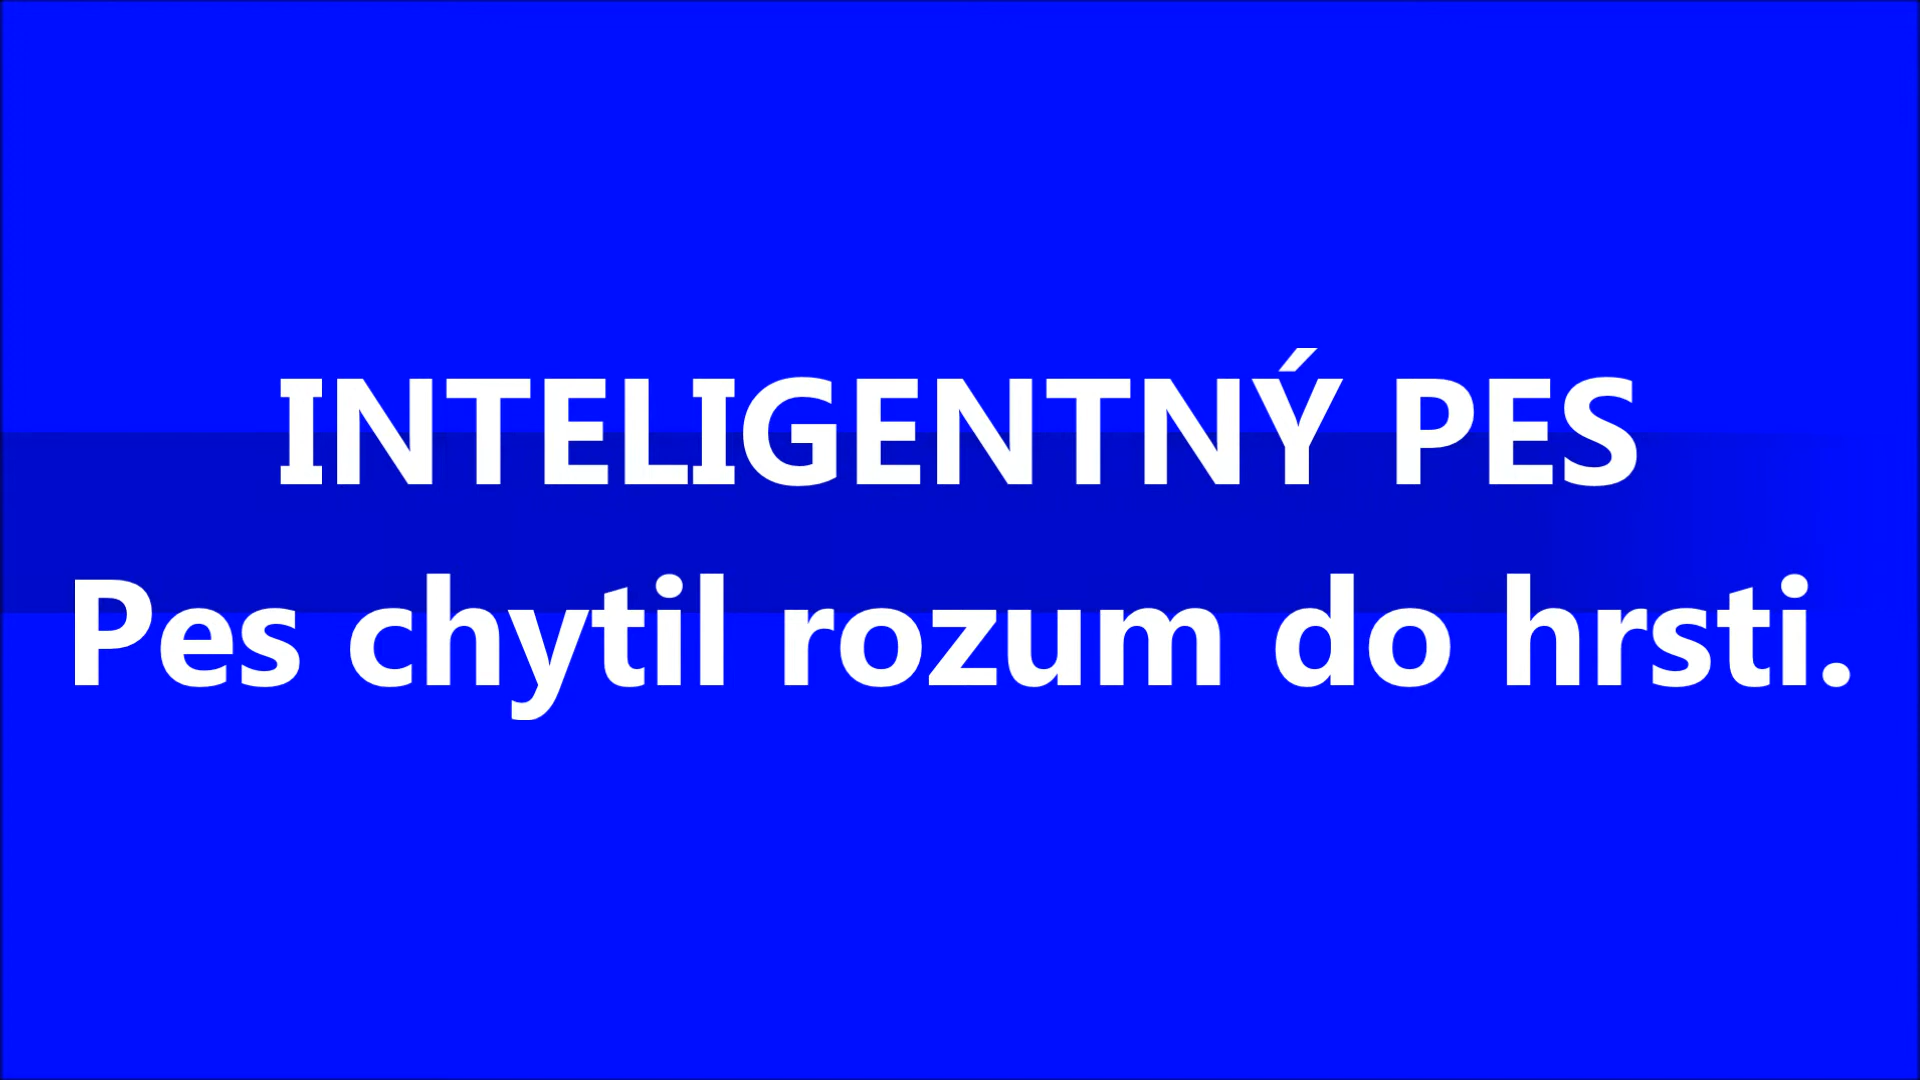 INTELIGENTNÝ PES
Pes chytil rozum do hrsti.